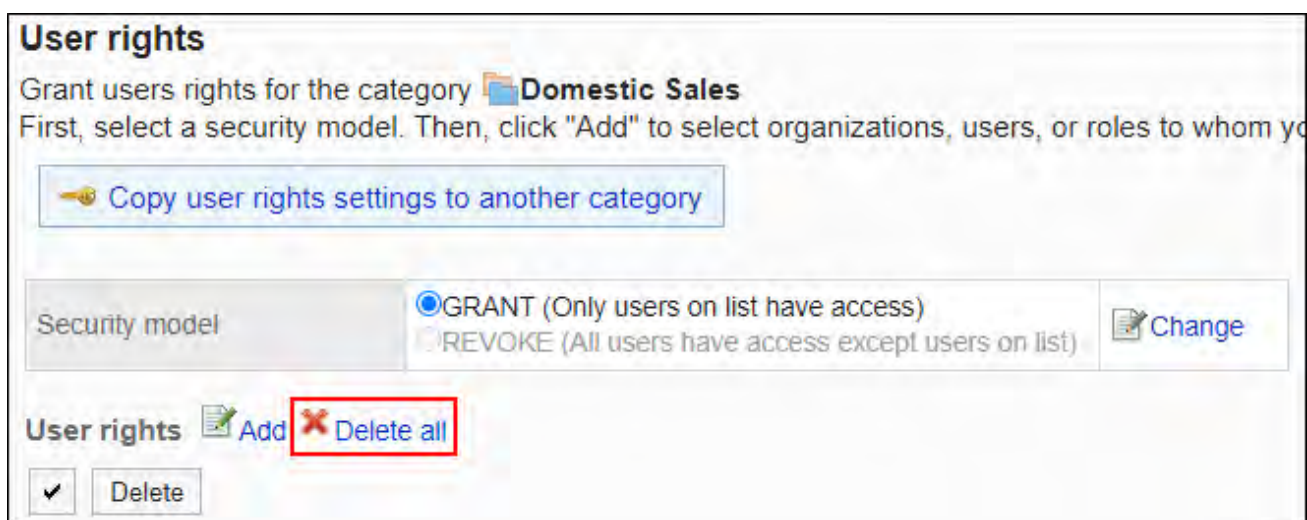 User rights
Grant users rights for the category Domestic Sales
First, select a security model. Then, click "Add" to select organizations, users, or roles to whom yo
Copy user rights settings to another category
Security model
GRANT (Only users on list have access)
REVOKE (All users have access except users on list)
Change
User rights Add Delete all
Delete